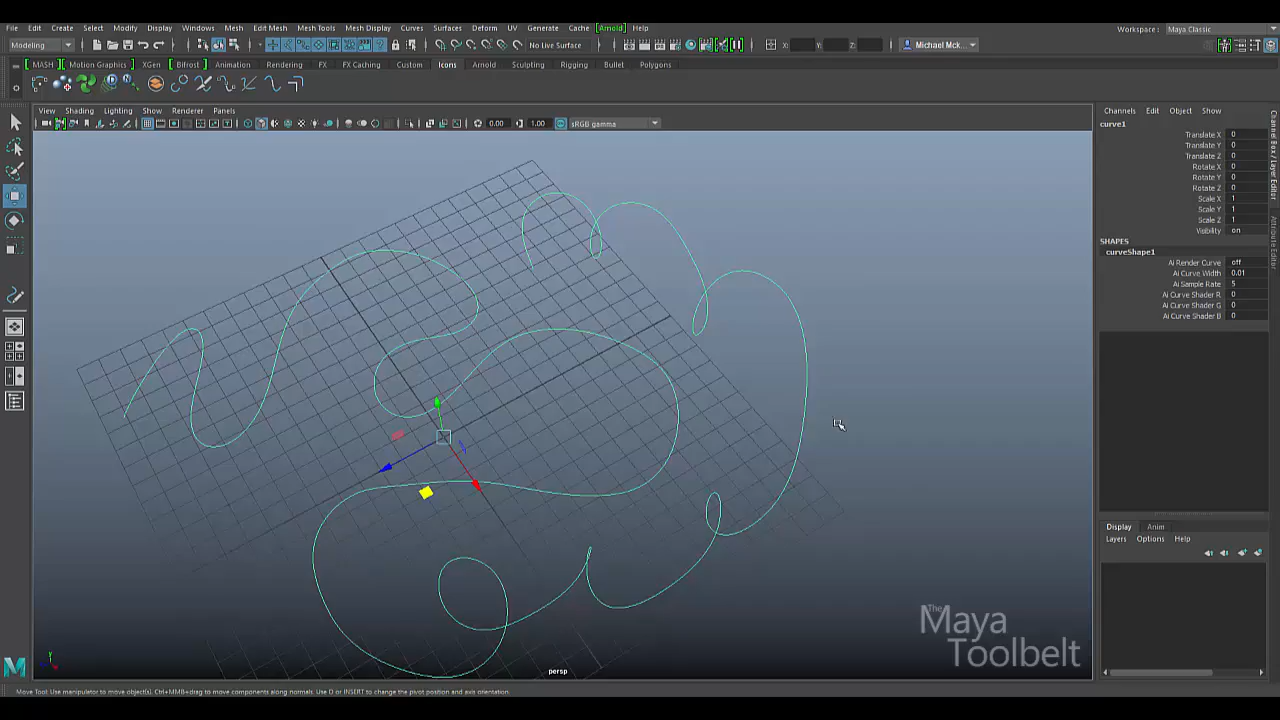 File Edit Create Select Modify Display Windows Mesh Edit Mesh Mesh Tools Mesh Display Curves Surfaces Deform UV Generate Cache Arnold Help
Workspace : Maya Classic
Modeling No Live Surface X: Y: Z: Michael Mck...
MASH Motion Graphics XGen Bifrost Animation Rendering FX FX Caching Custom Icons Arnold Sculpting Rigging Bullet Polygons
View Shading Lighting Show Renderer Panels
0.00 1.00 sRGB gamma
Channels Edit Object Show
curve1
Translate X 0
Translate Y 0
Translate Z 0
Rotate X 0
Rotate Y 0
Rotate Z 0
Scale X 1
Scale Y 1
Scale Z 1
Visibility on
SHAPES
curveShape1
Ai Render Curve off
Ai Curve Width 0.01
Ai Sample Rate 5
Ai Curve Shader R 0
Ai Curve Shader G 0
Ai Curve Shader B 0
Channel Box / Layer Editor
Attribute Editor
Display Anim
Layers Options Help
The
Maya
Toolbelt
persp
Move Tool: Use manipulator to move object(s). Ctrl+MMB+drag to move components along normals. Use D or INSERT to change the pivot position and axis orientation.